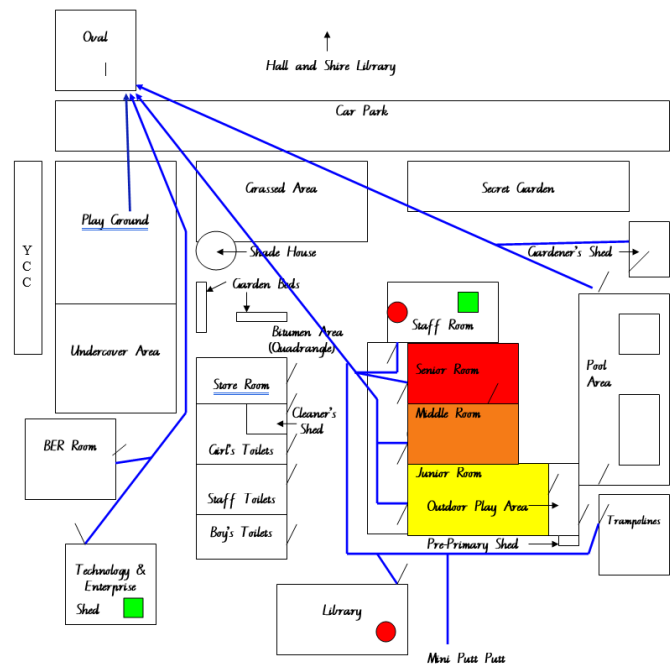 Oval
Hall and Shire Library
Car Park
Grassed Area
Secret Garden
Play Ground
Y
C
C
Shade House
Gardener's Shed
Garden Beds
Bitumen Area
(Quadrangle)
Staff Room
Undercover Area
Pool
Area
Senior Room
Store Room
Cleaner's
Shed
Middle Room
BER Room
Girl's Toilets
Junior Room
Staff Toilets
Outdoor Play Area
Trampolines
Boy's Toilets
Pre-Primary Shed
Technology &
Enterprise
Shed
Library
Mini Putt Putt